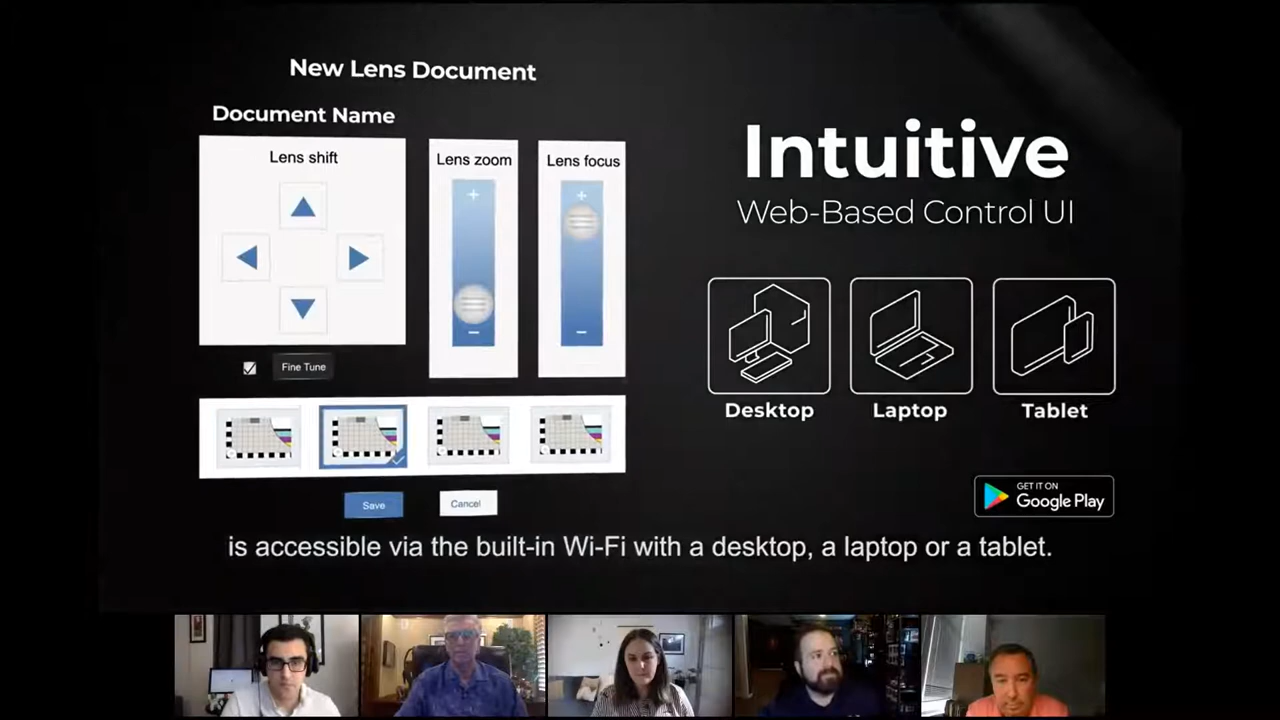 New Lens Document
Document Name
Lens shift
Lens zoom
Lens focus
+
+
−
−
Fine Tune
Save
Cancel
Intuitive
Web-Based Control UI
Desktop
Laptop
Tablet
GET IT ON
Google Play
is accessible via the built-in Wi-Fi with a desktop, a laptop or a tablet.